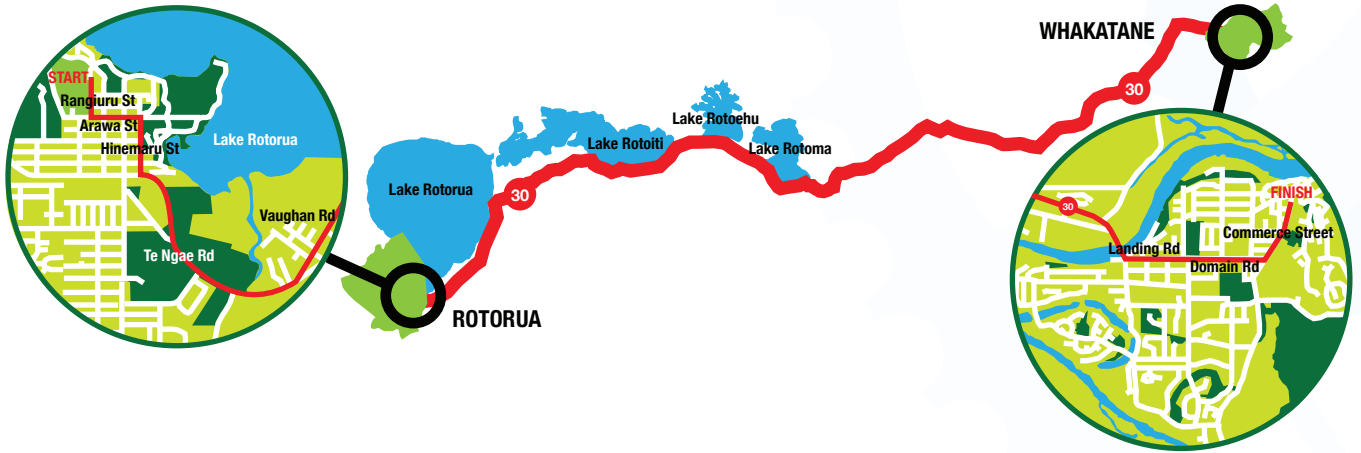 START
Rangiuru St
Arawa St
Hinemaru St
Lake Rotorua
Vaughan Rd
Te Ngae Rd
ROTORUA
Lake Rotorua
30
Lake Rotoiti
Lake Rotoehu
Lake Rotoma
30
WHAKATANE
30
FINISH
Commerce Street
Landing Rd
Domain Rd